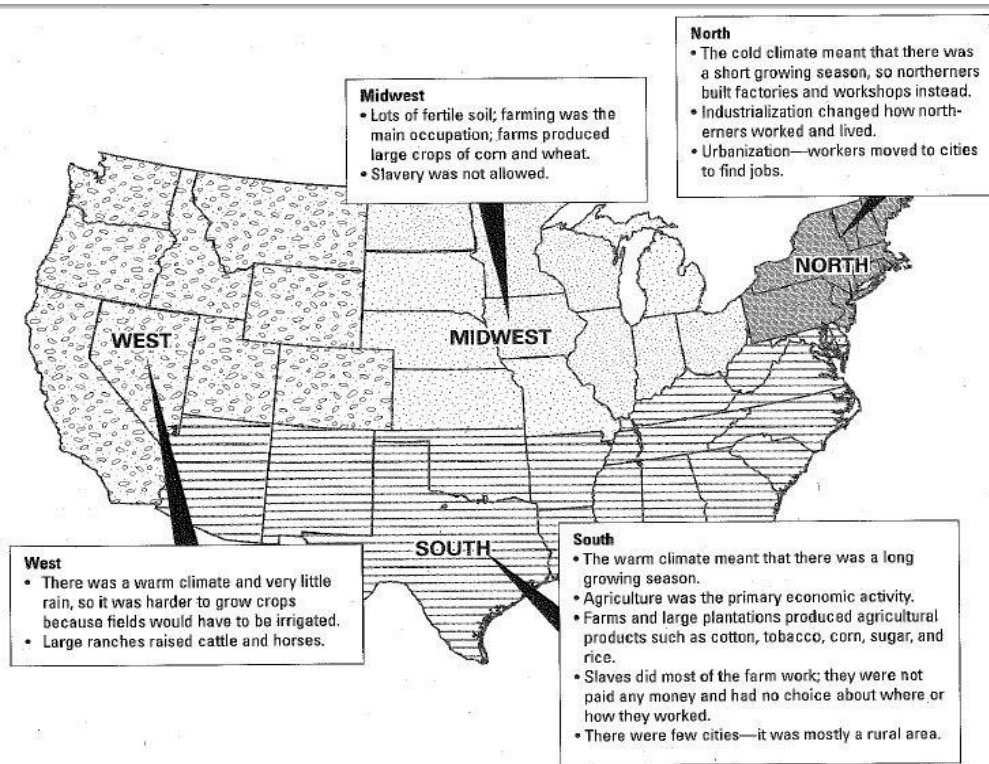 North
• The cold climate meant that there was
a short growing season, so northerners
built factories and workshops instead.
• Industrialization changed how north-
erners worked and lived.
• Urbanization—workers moved to cities
to find jobs.
Midwest
• Lots of fertile soil; farming was the
main occupation; farms produced
large crops of corn and wheat.
• Slavery was not allowed.
NORTH
WEST
MIDWEST
SOUTH
West
• There was a warm climate and very little
rain, so it was harder to grow crops
because fields would have to be irrigated.
• Large ranches raised cattle and horses.
South
• The warm climate meant that there was a long
growing season.
• Agriculture was the primary economic activity.
• Farms and large plantations produced agricultural
products such as cotton, tobacco, corn, sugar, and
rice.
• Slaves did most of the farm work; they were not
paid any money and had no choice about where or
how they worked.
• There were few cities—it was mostly a rural area.